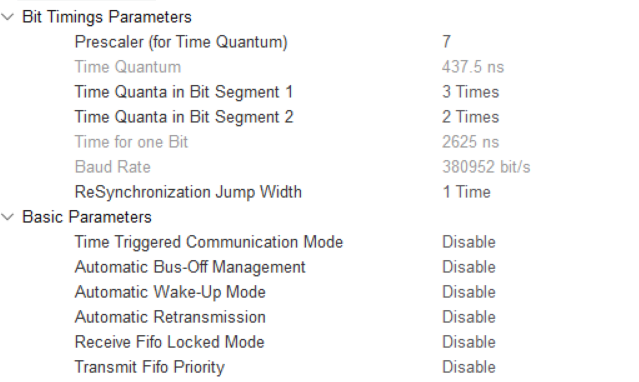 Bit Timings Parameters
Prescaler (for Time Quantum) 7
Time Quantum 437.5 ns
Time Quanta in Bit Segment 1 3 Times
Time Quanta in Bit Segment 2 2 Times
Time for one Bit 2625 ns
Baud Rate 380952 bit/s
ReSynchronization Jump Width 1 Time
Basic Parameters
Time Triggered Communication Mode Disable
Automatic Bus-Off Management Disable
Automatic Wake-Up Mode Disable
Automatic Retransmission Disable
Receive Fifo Locked Mode Disable
Transmit Fifo Priority Disable